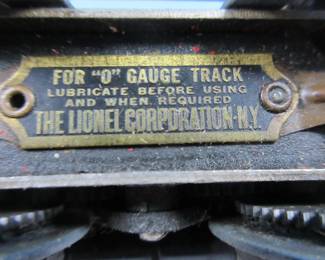 FOR "O" GAUGE TRACK
LUBRICATE BEFORE USING
AND WHEN REQUIRED
THE LIONEL CORPORATION-N.Y.